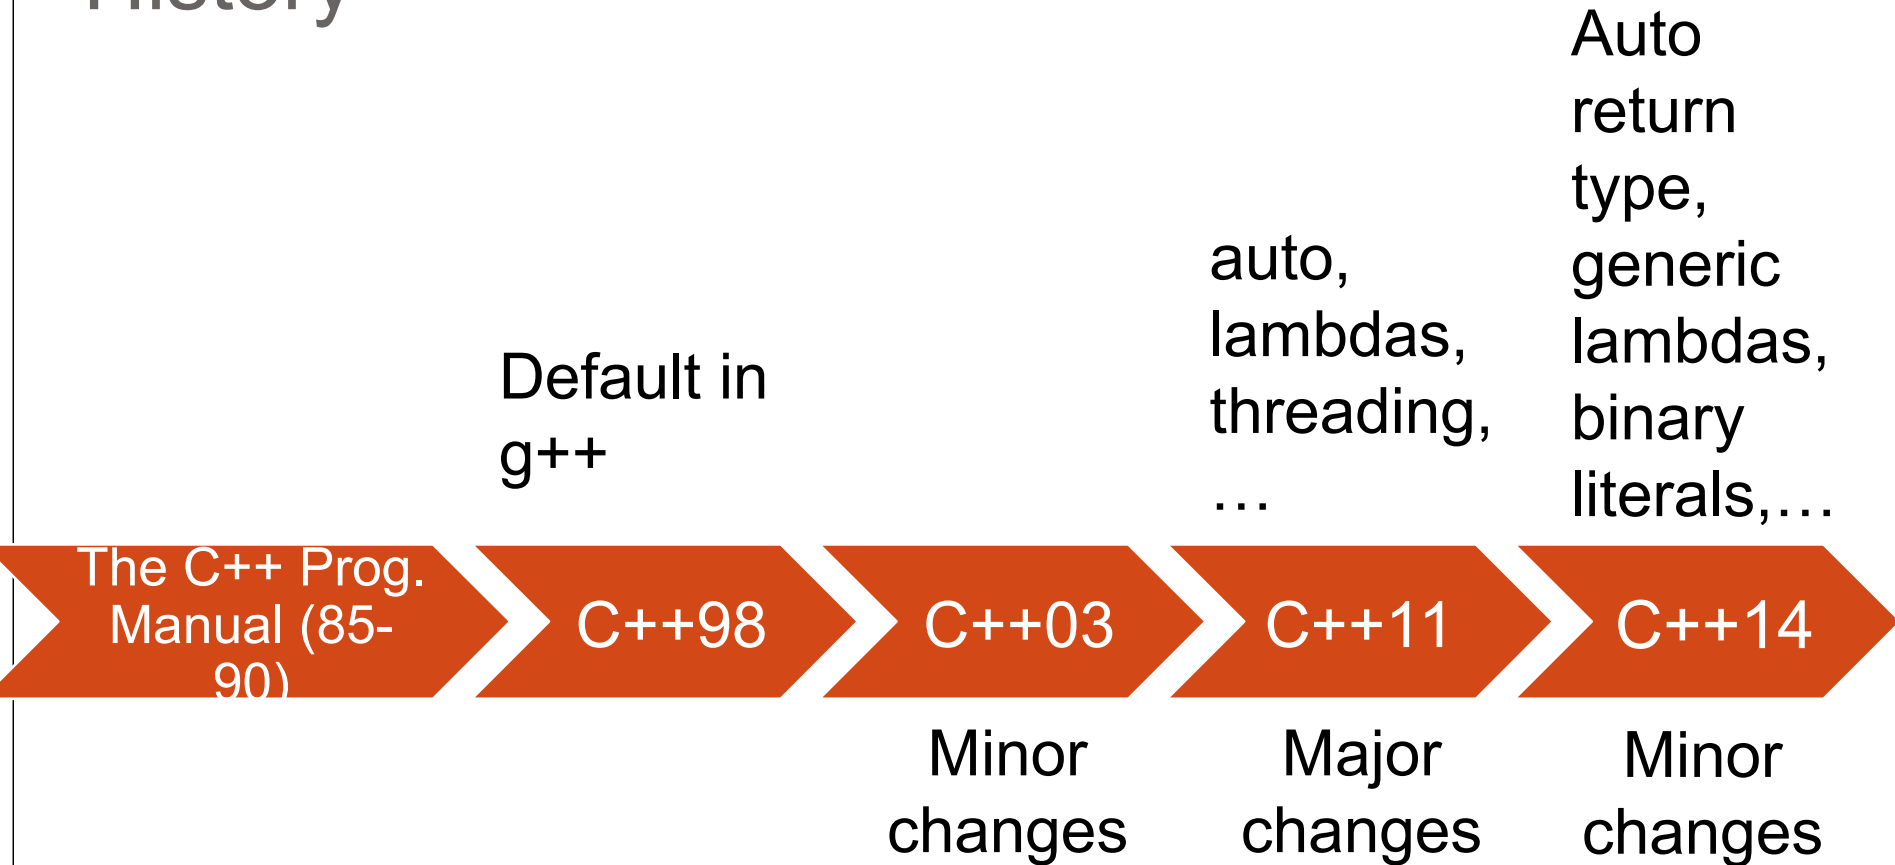 History
Auto
return
type,
generic
lambdas,
binary
literals,…
auto,
lambdas,
threading,
…
Default in
g++
The C++ Prog.
Manual (85-
90)
C++98
C++03
C++11
C++14
Minor
changes
Major
changes
Minor
changes